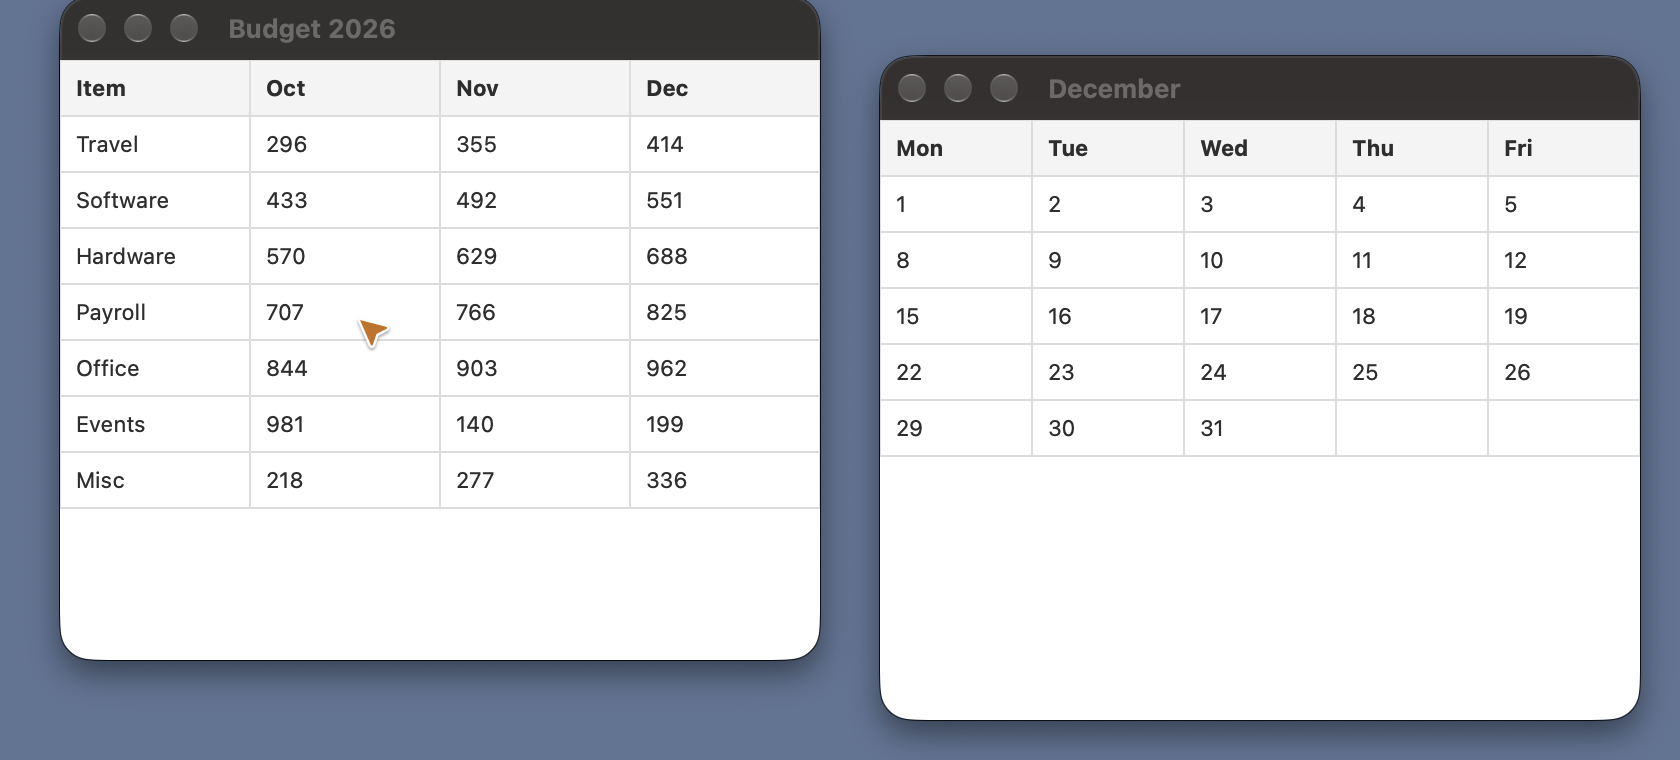 Budget 2026
Item Oct Nov Dec
Travel 296 355 414
Software 433 492 551
Hardware 570 629 688
Payroll 707 766 825
Office 844 903 962
Events 981 140 199
Misc 218 277 336
December
Mon Tue Wed Thu Fri
1 2 3 4 5
8 9 10 11 12
15 16 17 18 19
22 23 24 25 26
29 30 31